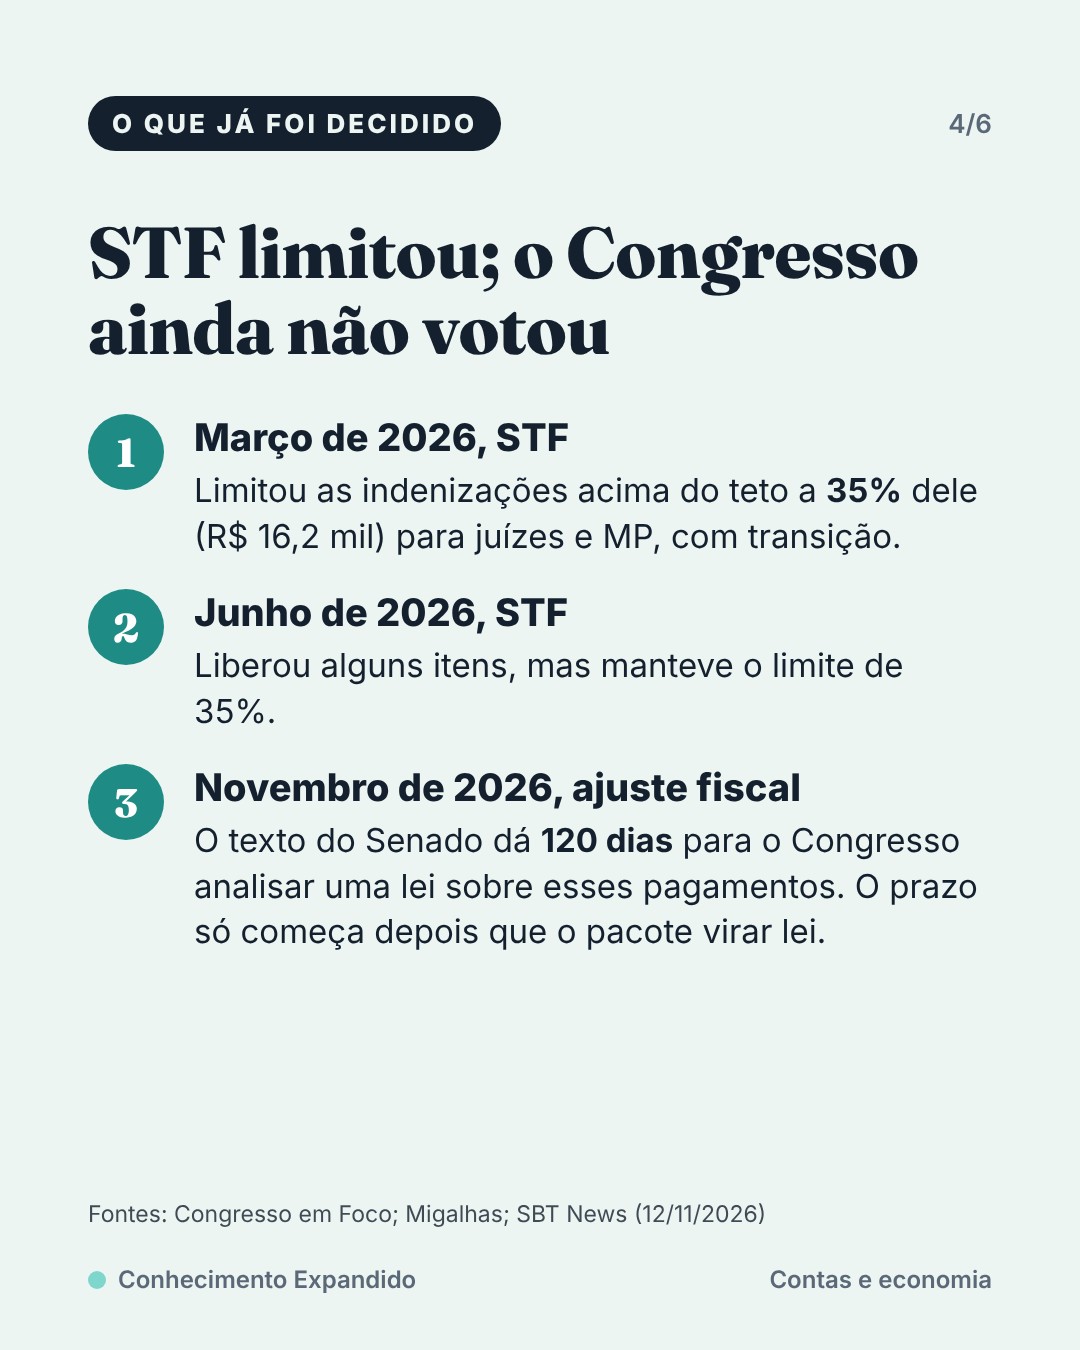 O QUE JÁ FOI DECIDIDO
4/6
STF limitou; o Congresso
ainda não votou
1
Março de 2026, STF
Limitou as indenizações acima do teto a 35% dele
(R$ 16,2 mil) para juízes e MP, com transição.
2
Junho de 2026, STF
Liberou alguns itens, mas manteve o limite de
35%.
3
Novembro de 2026, ajuste fiscal
O texto do Senado dá 120 dias para o Congresso
analisar uma lei sobre esses pagamentos. O prazo
só começa depois que o pacote virar lei.
Fontes: Congresso em Foco; Migalhas; SBT News (12/11/2026)
Conhecimento Expandido
Contas e economia